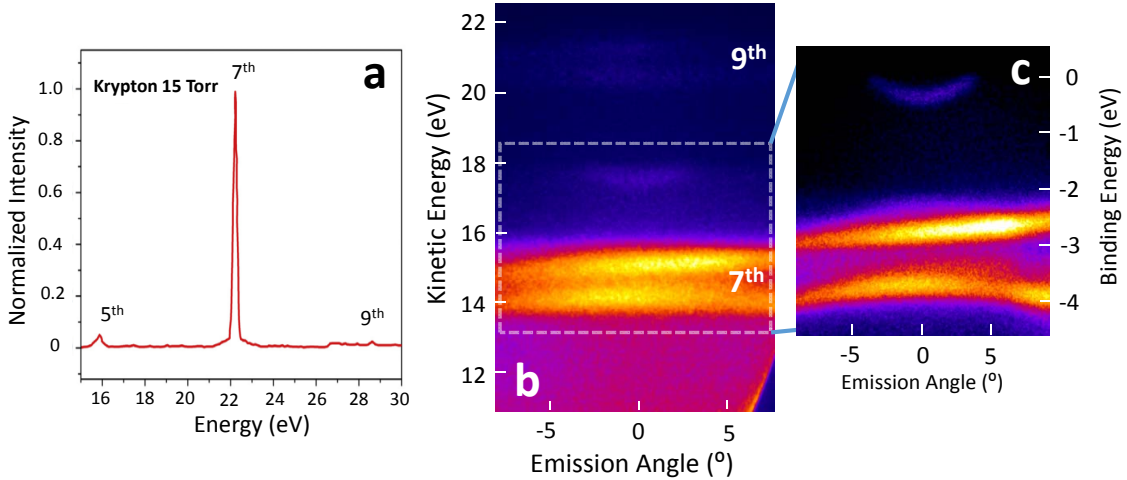 a
Krypton 15 Torr
5th
7th
9th
Normalized Intensity
1.0
0.8
0.6
0.4
0.2
0
16 18 20 22 24 26 28 30
Energy (eV)
b
9th
7th
Kinetic Energy (eV)
22
20
18
16
14
12
-5 0 5
Emission Angle (º)
c
0
-1
-2
-3
-4
Binding Energy (eV)
-5 0 5
Emission Angle (º)